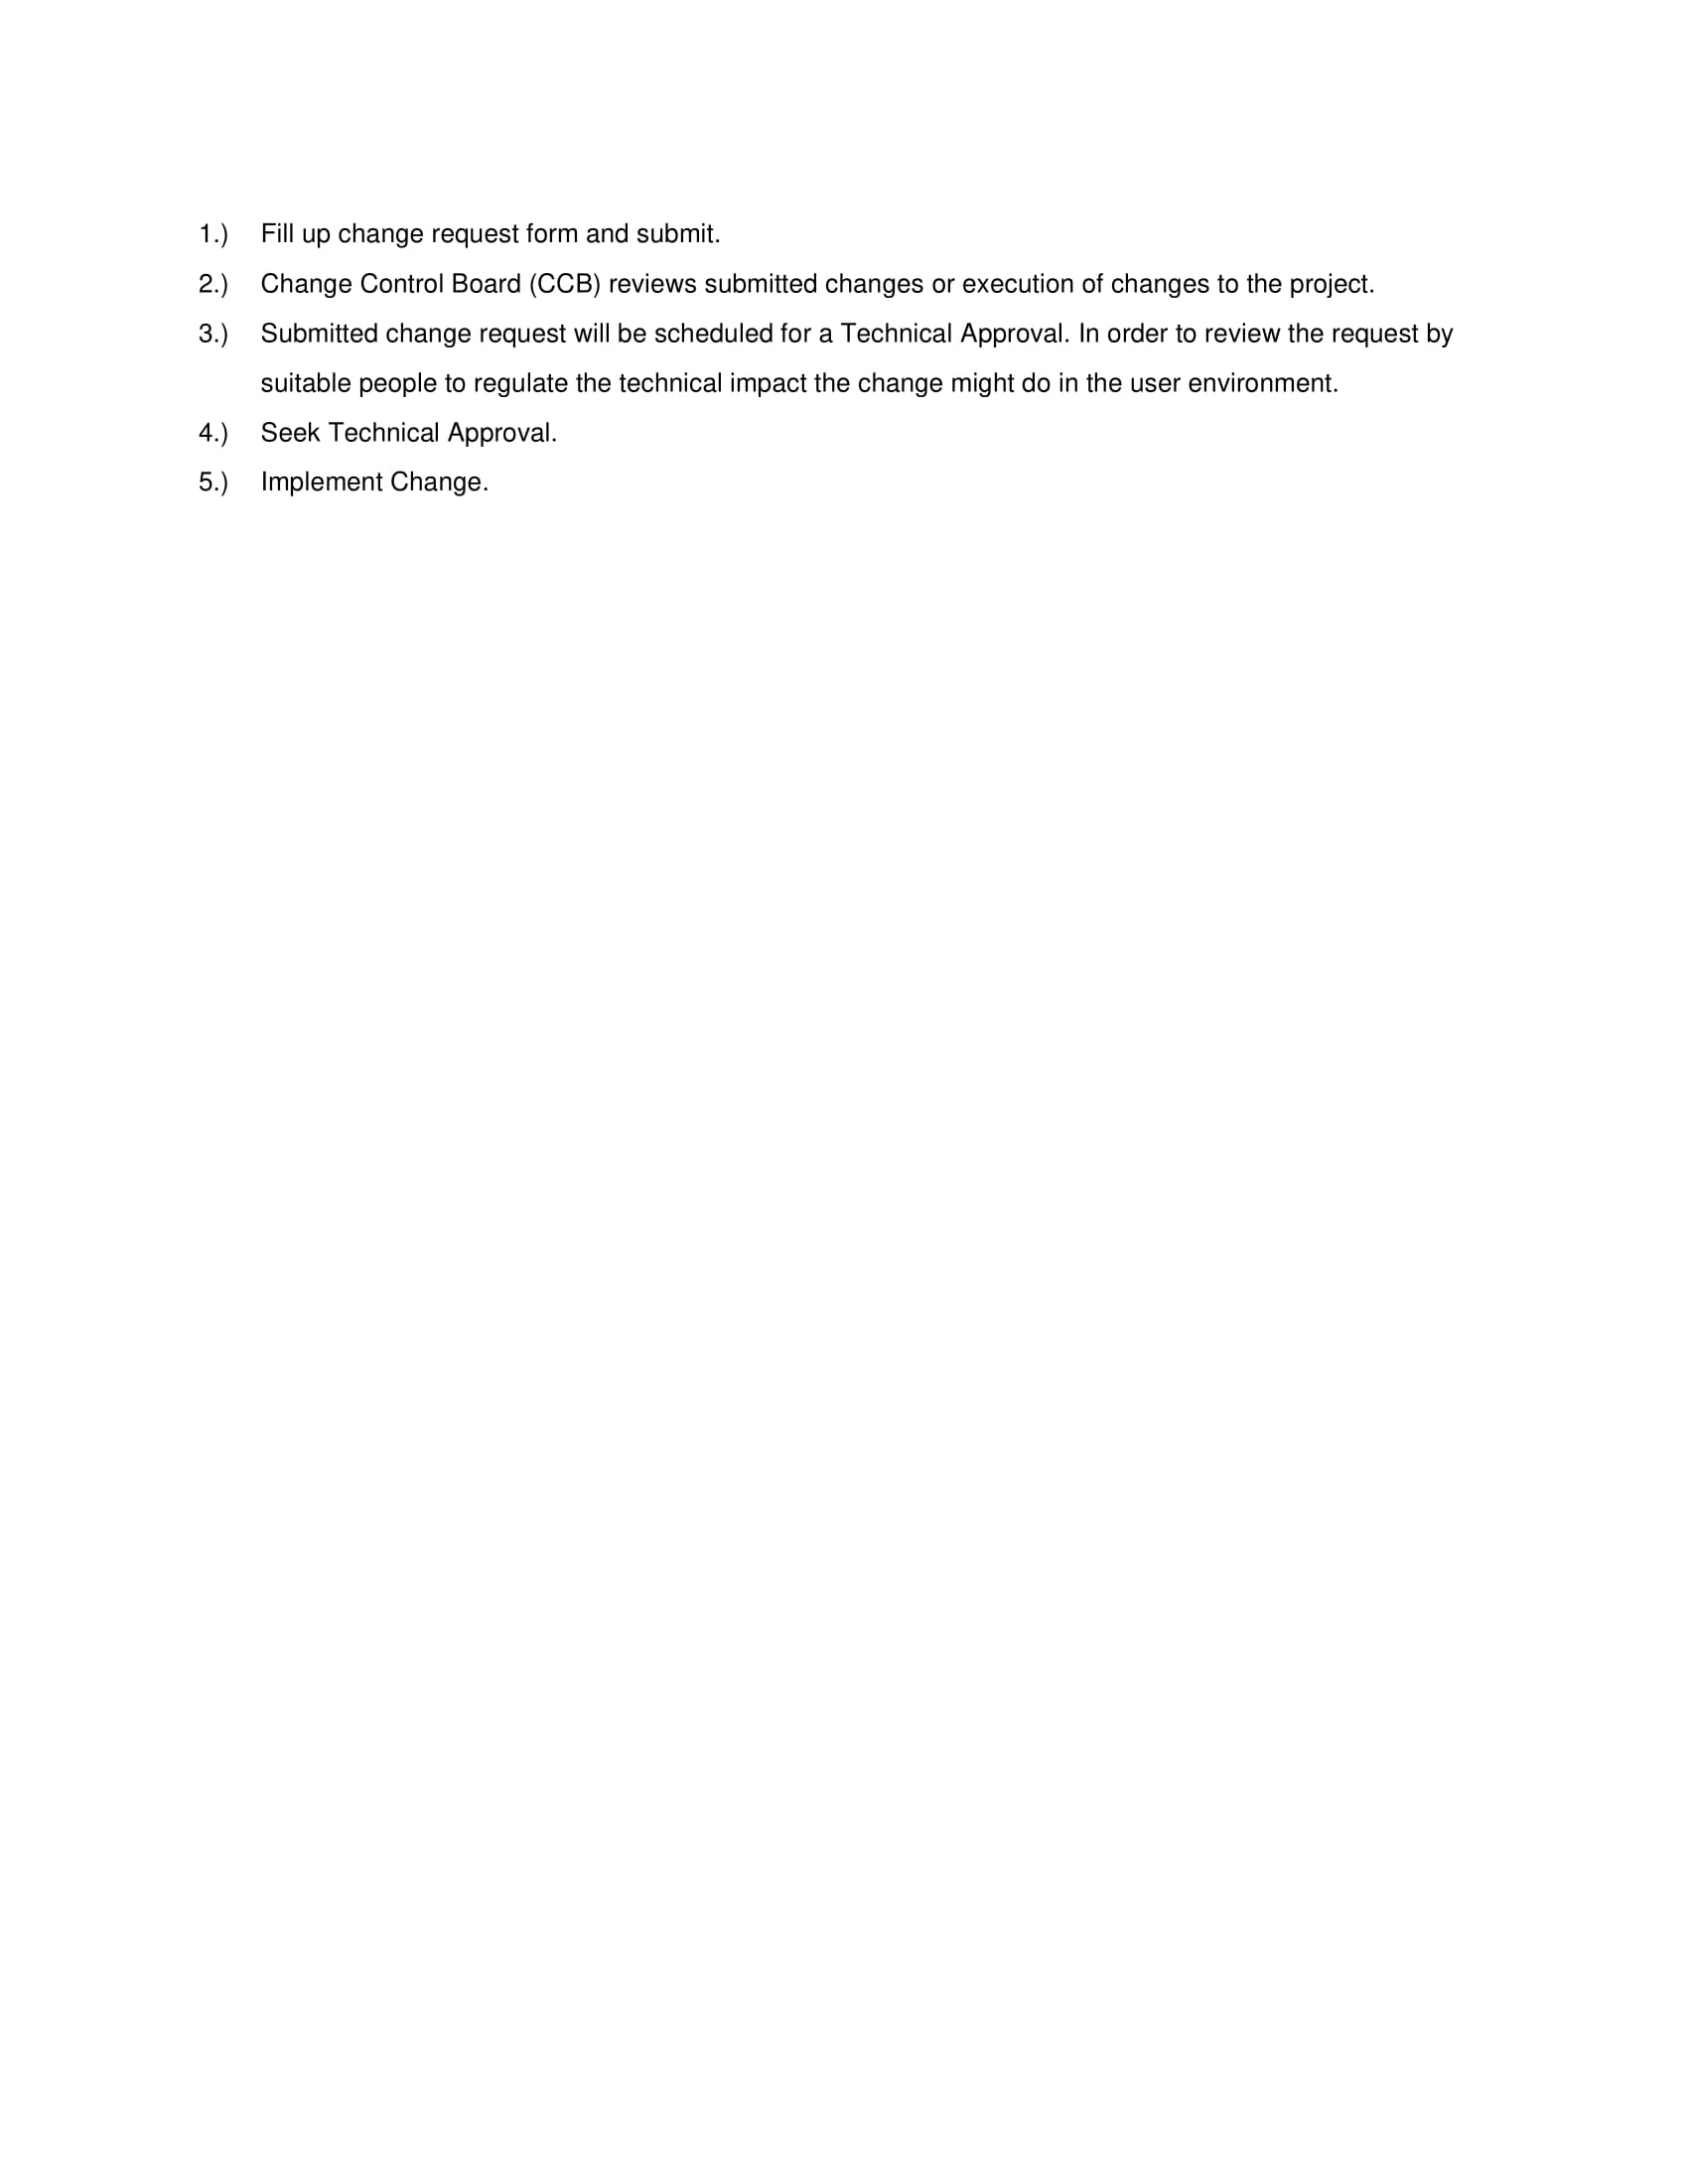 1.) Fill up change request form and submit.
2.) Change Control Board (CCB) reviews submitted changes or execution of changes to the project.
3.) Submitted change request will be scheduled for a Technical Approval. In order to review the request by
suitable people to regulate the technical impact the change might do in the user environment.
4.) Seek Technical Approval.
5.) Implement Change.